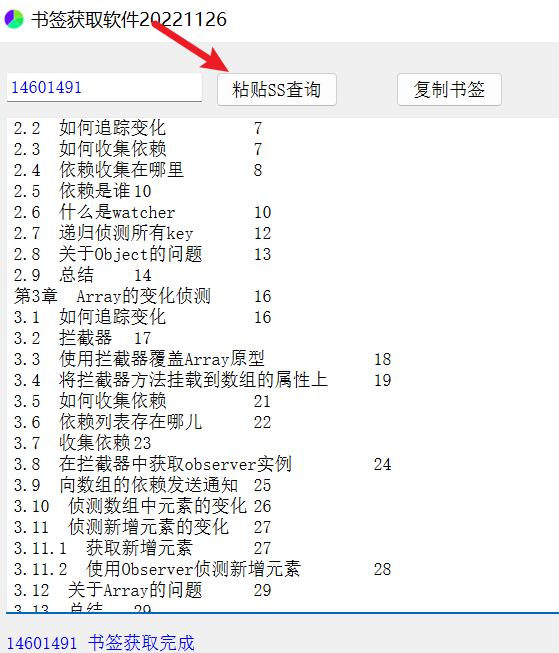 书签获取软件20221126
14601491 粘贴SS查询 复制书签
2.2 如何追踪变化 7
2.3 如何收集依赖 7
2.4 依赖收集在哪里 8
2.5 依赖是谁 10
2.6 什么是watcher 10
2.7 递归侦测所有key 12
2.8 关于Object的问题 13
2.9 总结 14
第3章 Array的变化侦测 16
3.1 如何追踪变化 16
3.2 拦截器 17
3.3 使用拦截器覆盖Array原型 18
3.4 将拦截器方法挂载到数组的属性上 19
3.5 如何收集依赖 21
3.6 依赖列表存在哪儿 22
3.7 收集依赖 23
3.8 在拦截器中获取observer实例 24
3.9 向数组的依赖发送通知 25
3.10 侦测数组中元素的变化 26
3.11 侦测新增元素的变化 27
3.11.1 获取新增元素 27
3.11.2 使用Observer侦测新增元素 28
3.12 关于Array的问题 29
3.13 总结 29
14601491 书签获取完成